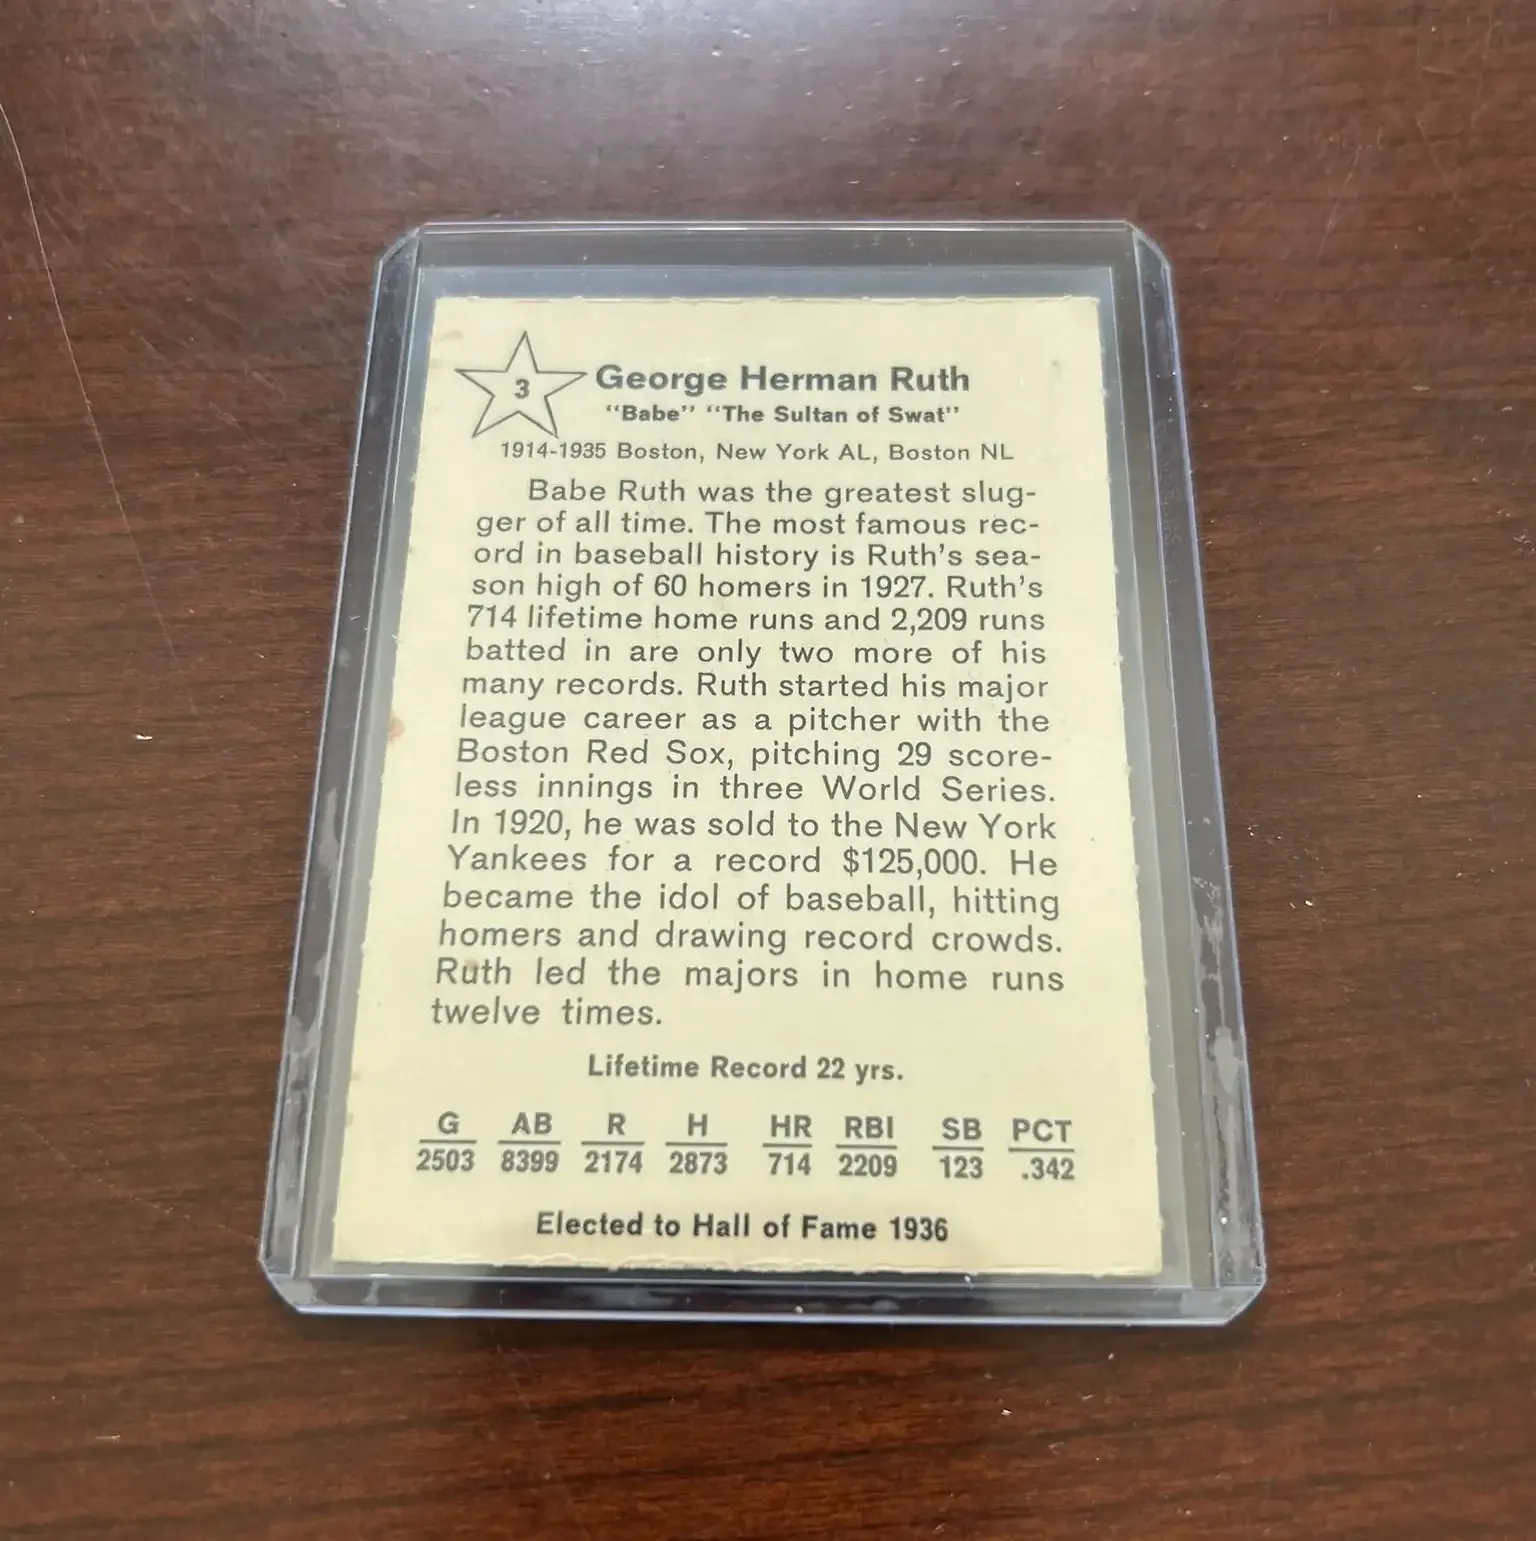 3
George Herman Ruth
"Babe" "The Sultan of Swat"
1914-1935 Boston, New York AL, Boston NL
Babe Ruth was the greatest slug-
ger of all time. The most famous rec-
ord in baseball history is Ruth's sea-
son high of 60 homers in 1927. Ruth's
714 lifetime home runs and 2,209 runs
batted in are only two more of his
many records. Ruth started his major
league career as a pitcher with the
Boston Red Sox, pitching 29 score-
less innings in three World Series.
In 1920, he was sold to the New York
Yankees for a record $125,000. He
became the idol of baseball, hitting
homers and drawing record crowds.
Ruth led the majors in home runs
twelve times.
Lifetime Record 22 yrs.
G AB R H HR RBI SB PCT
2503 8399 2174 2873 714 2209 123 .342
Elected to Hall of Fame 1936